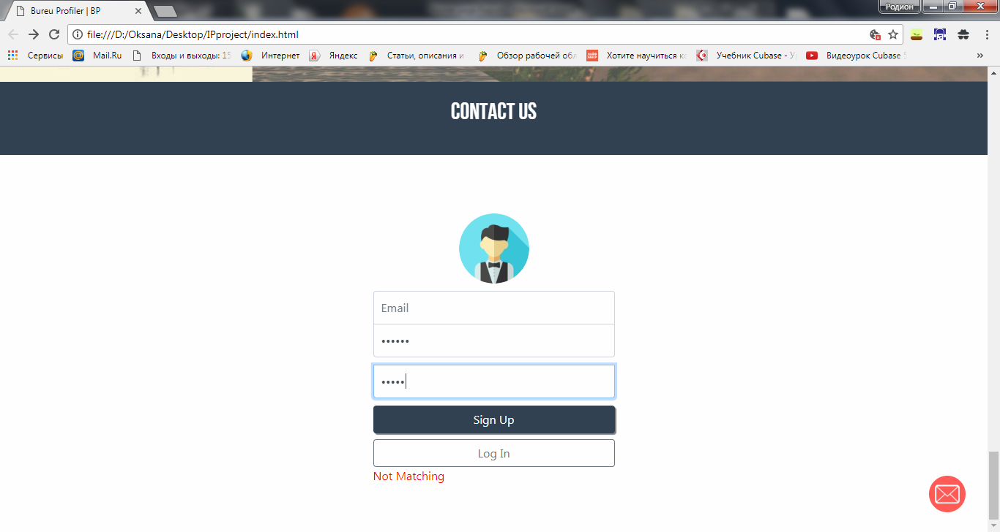 Bureu Profiler | BP
Родион
file:///D:/Oksana/Desktop/IPproject/index.html
Сервисы Mail.Ru Входы и выходы: 15 Интернет Яндекс Статьи, описания и Обзор рабочей обл Хотите научиться кс Учебник Cubase - Ур Видеоурок Cubase 5
CONTACT US
Email
••••••
•••••
Sign Up
Log In
Not Matching